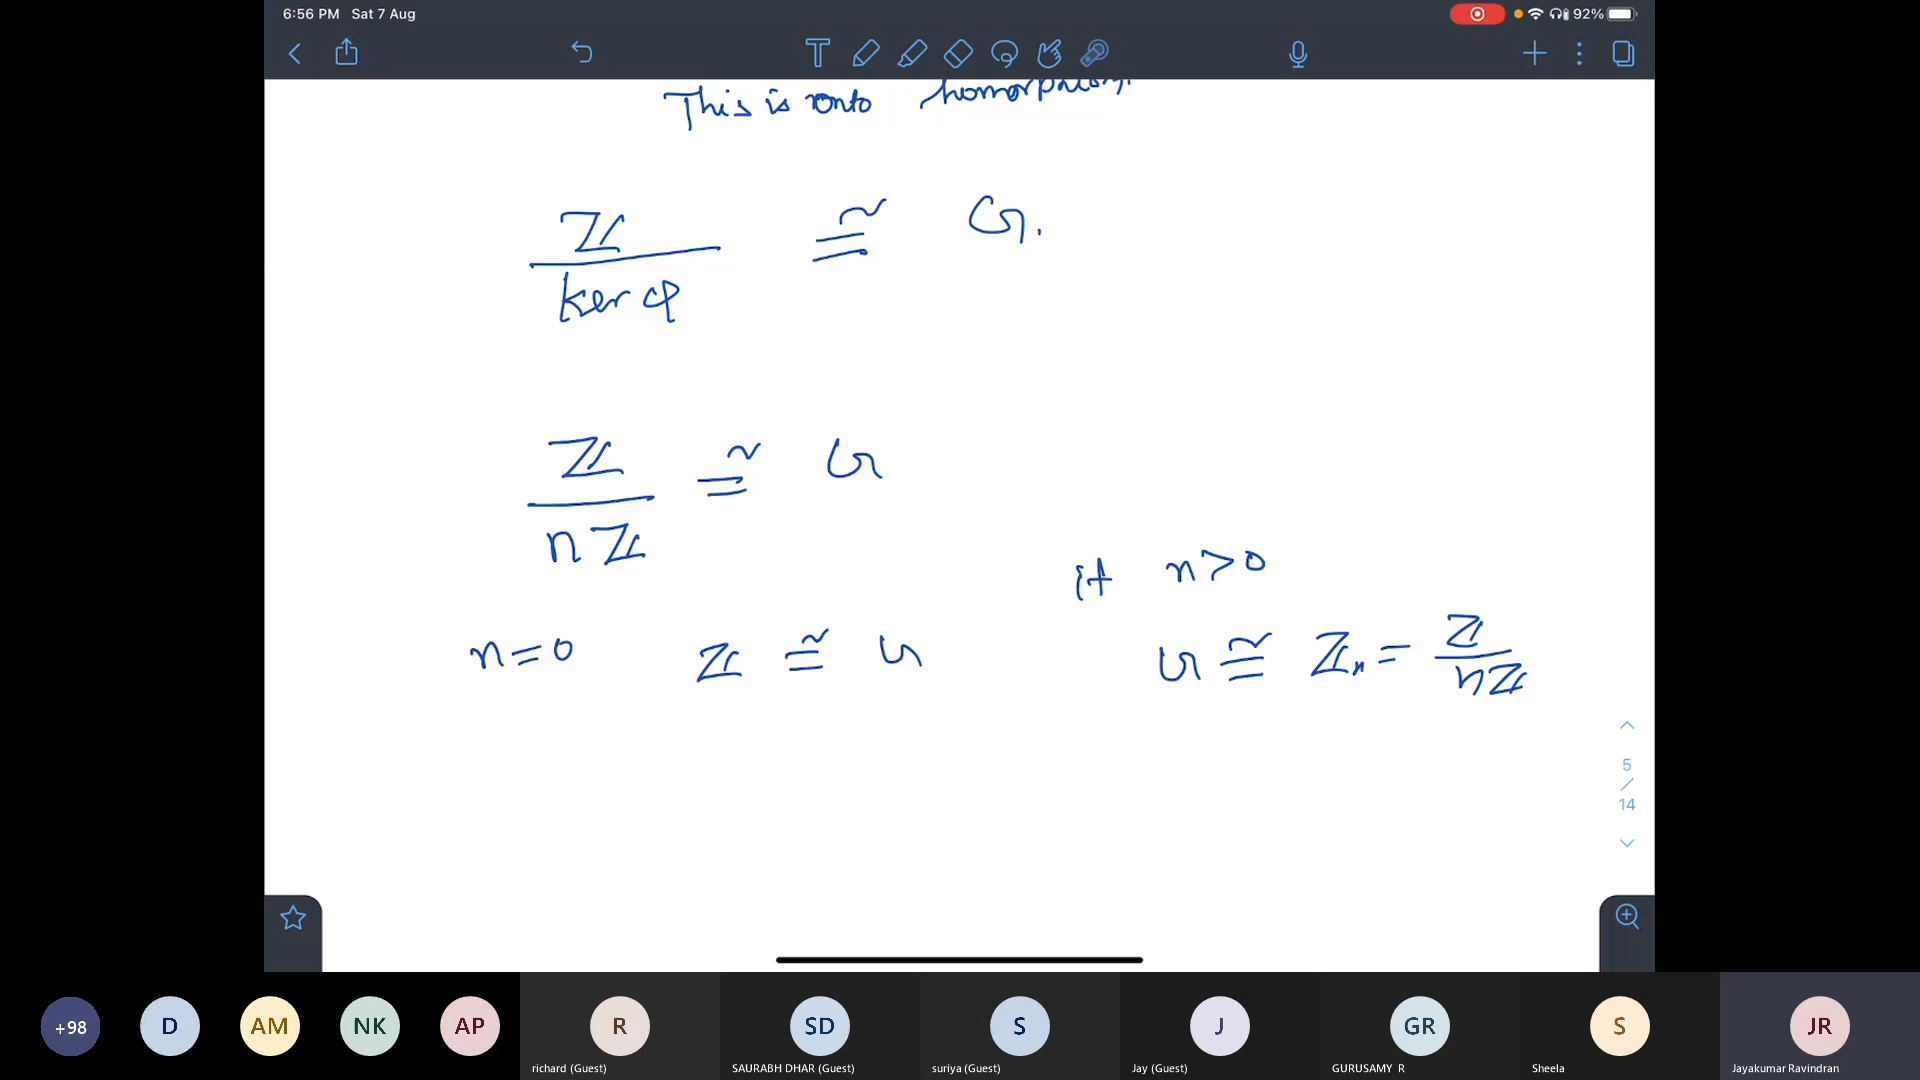 6:56 PM Sat 7 Aug 92%
T
This is onto homorphism.
ℤ / ker φ ≅ G.
ℤ / nℤ ≅ G
if n>0
n=0 ℤ ≅ G G ≅ ℤn = ℤ / nℤ
5
/
14
+98 D AM NK AP R SD S J GR S JR
richard (Guest) SAURABH DHAR (Guest) suriya (Guest) Jay (Guest) GURUSAMY R Sheela Jayakumar Ravindran